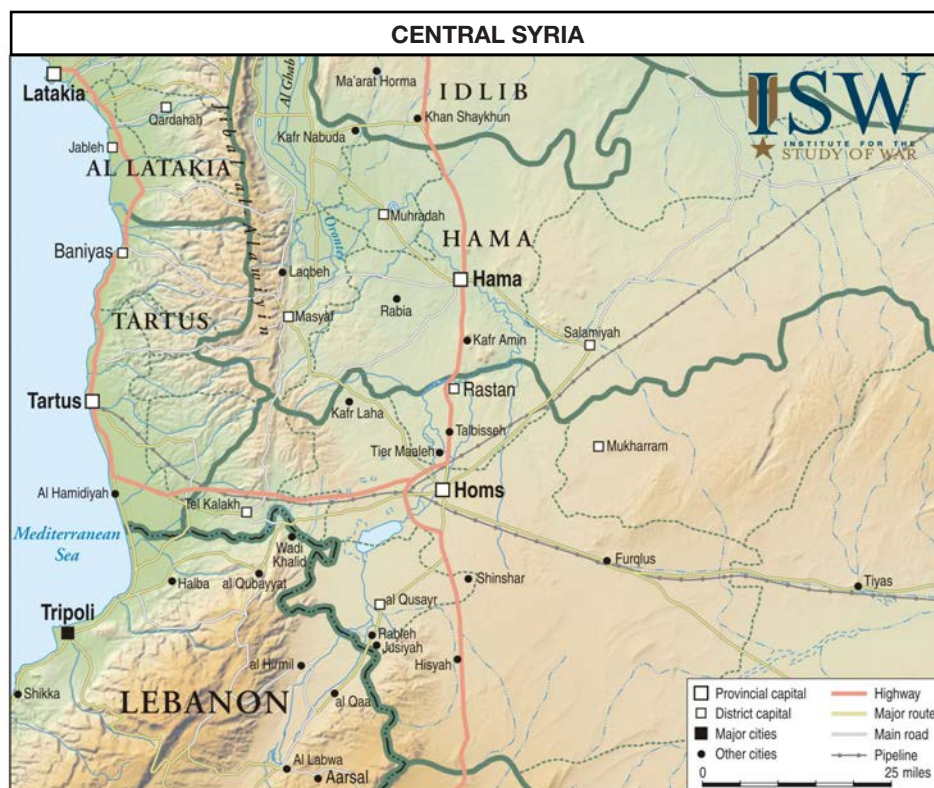 CENTRAL SYRIA
ISW
INSTITUTE FOR THE
STUDY OF WAR
Latakia
Ma'arat Horma
IDLIB
Al Ghab
Qardahah
Khan Shaykhun
Kafr Nabuda
Jableh
AL LATAKIA
Jibal al Alawiyin
Muhradah
Orontes
HAMA
Baniyas
Laqbeh
Hama
Rabia
TARTUS
Masyaf
Kafr Amin
Salamiyah
Tartus
Rastan
Kafr Laha
Talbisseh
Tier Maaleh
Mukharram
Al Hamidiyah
Homs
Tel Kalakh
Mediterranean
Sea
Wadi
Khalid
Furqlus
Halba
al Qubayyat
Shinshar
Tiyas
al Qusayr
Tripoli
Rableh
Jusiyah
al Hirmil
Hisyah
Shikka
LEBANON
al Qaa
Al Labwa
Aarsal
Provincial capital
District capital
Major cities
Other cities
Highway
Major route
Main road
Pipeline
0
25 miles